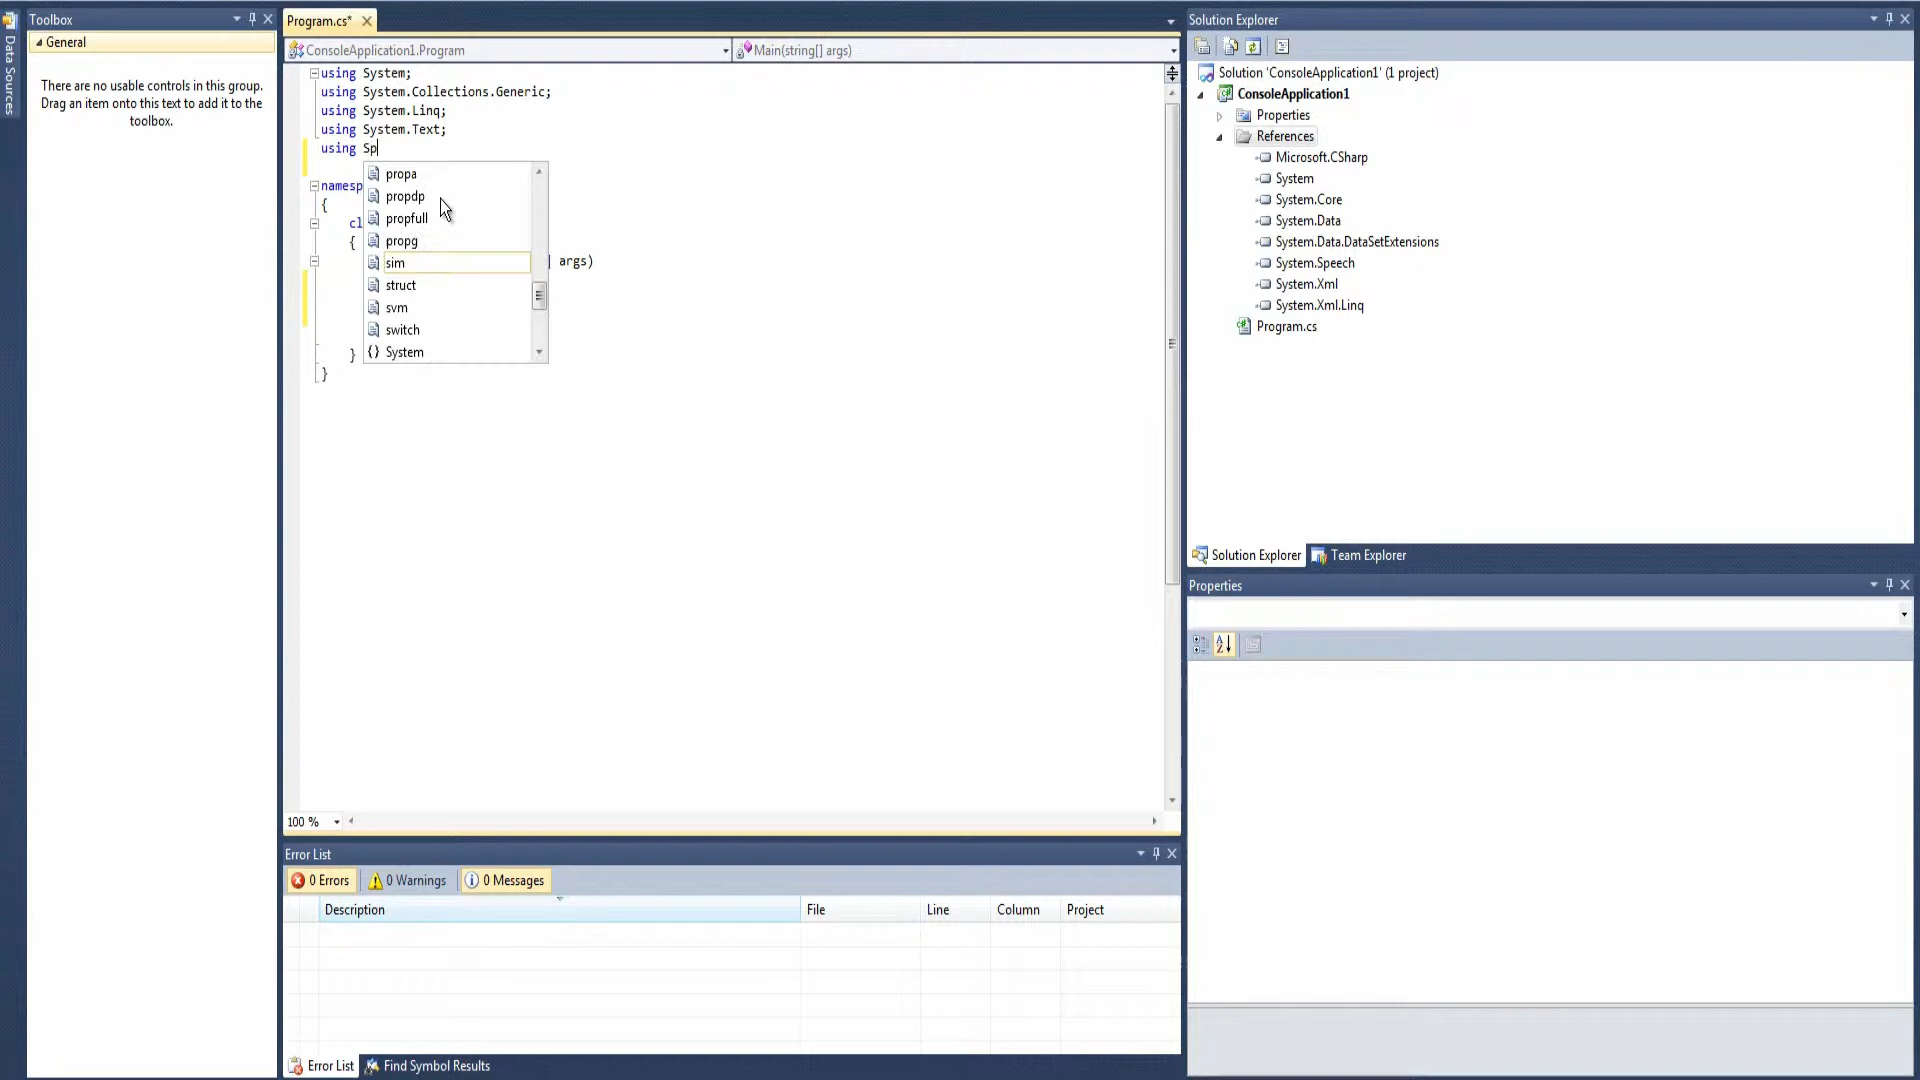 Data Sources
Toolbox
General
There are no usable controls in this group.
Drag an item onto this text to add it to the
toolbox.
Program.cs*
ConsoleApplication1.Program
Main(string[] args)
using System;
using System.Collections.Generic;
using System.Linq;
using System.Text;
using Sp
namesp
{
cl
{
args)
}
}
propa
propdp
propfull
propg
sim
struct
svm
switch
{} System
100 %
Error List
0 Errors
0 Warnings
0 Messages
Description
File
Line
Column
Project
Error List
Find Symbol Results
Solution Explorer
Solution 'ConsoleApplication1' (1 project)
ConsoleApplication1
Properties
References
Microsoft.CSharp
System
System.Core
System.Data
System.Data.DataSetExtensions
System.Speech
System.Xml
System.Xml.Linq
Program.cs
Solution Explorer
Team Explorer
Properties